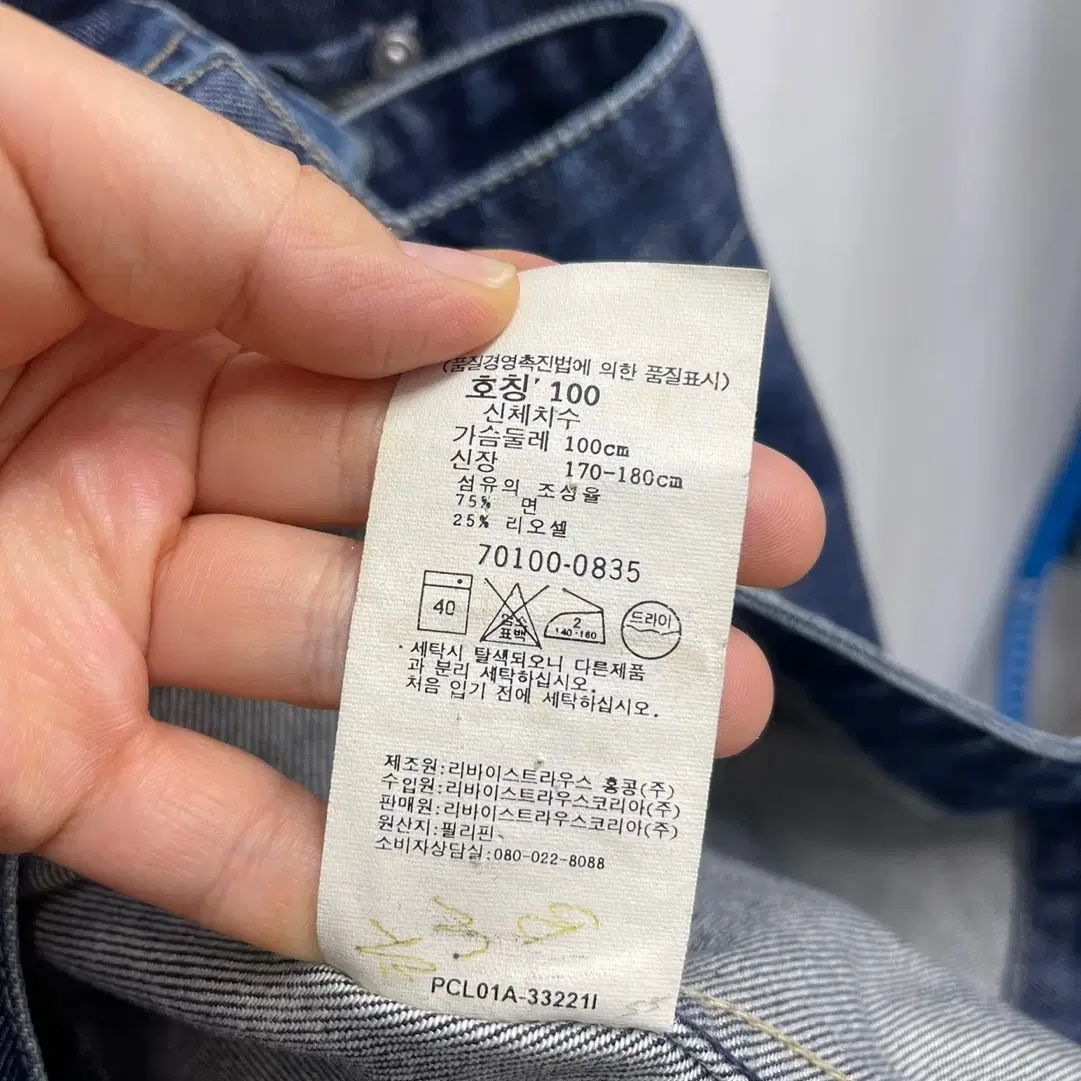 (품질경영촉진법에 의한 품질표시)
호칭' 100
신체치수
가슴둘레 100cm
신장 170-180cm
섬유의 조성율
75% 면
25% 리오셀
70100-0835
40
염소
표백
2
140-160
드라이
·세탁시 탈색되오니 다른제품
과 분리 세탁하십시오.
처음 입기 전에 세탁하십시오.
제조원:리바이스트라우스 홍콩(주)
수입원:리바이스트라우스코리아(주)
판매원:리바이스트라우스코리아(주)
원산지:필리핀
소비자상담실:080-022-8088
PCL01A-33221I